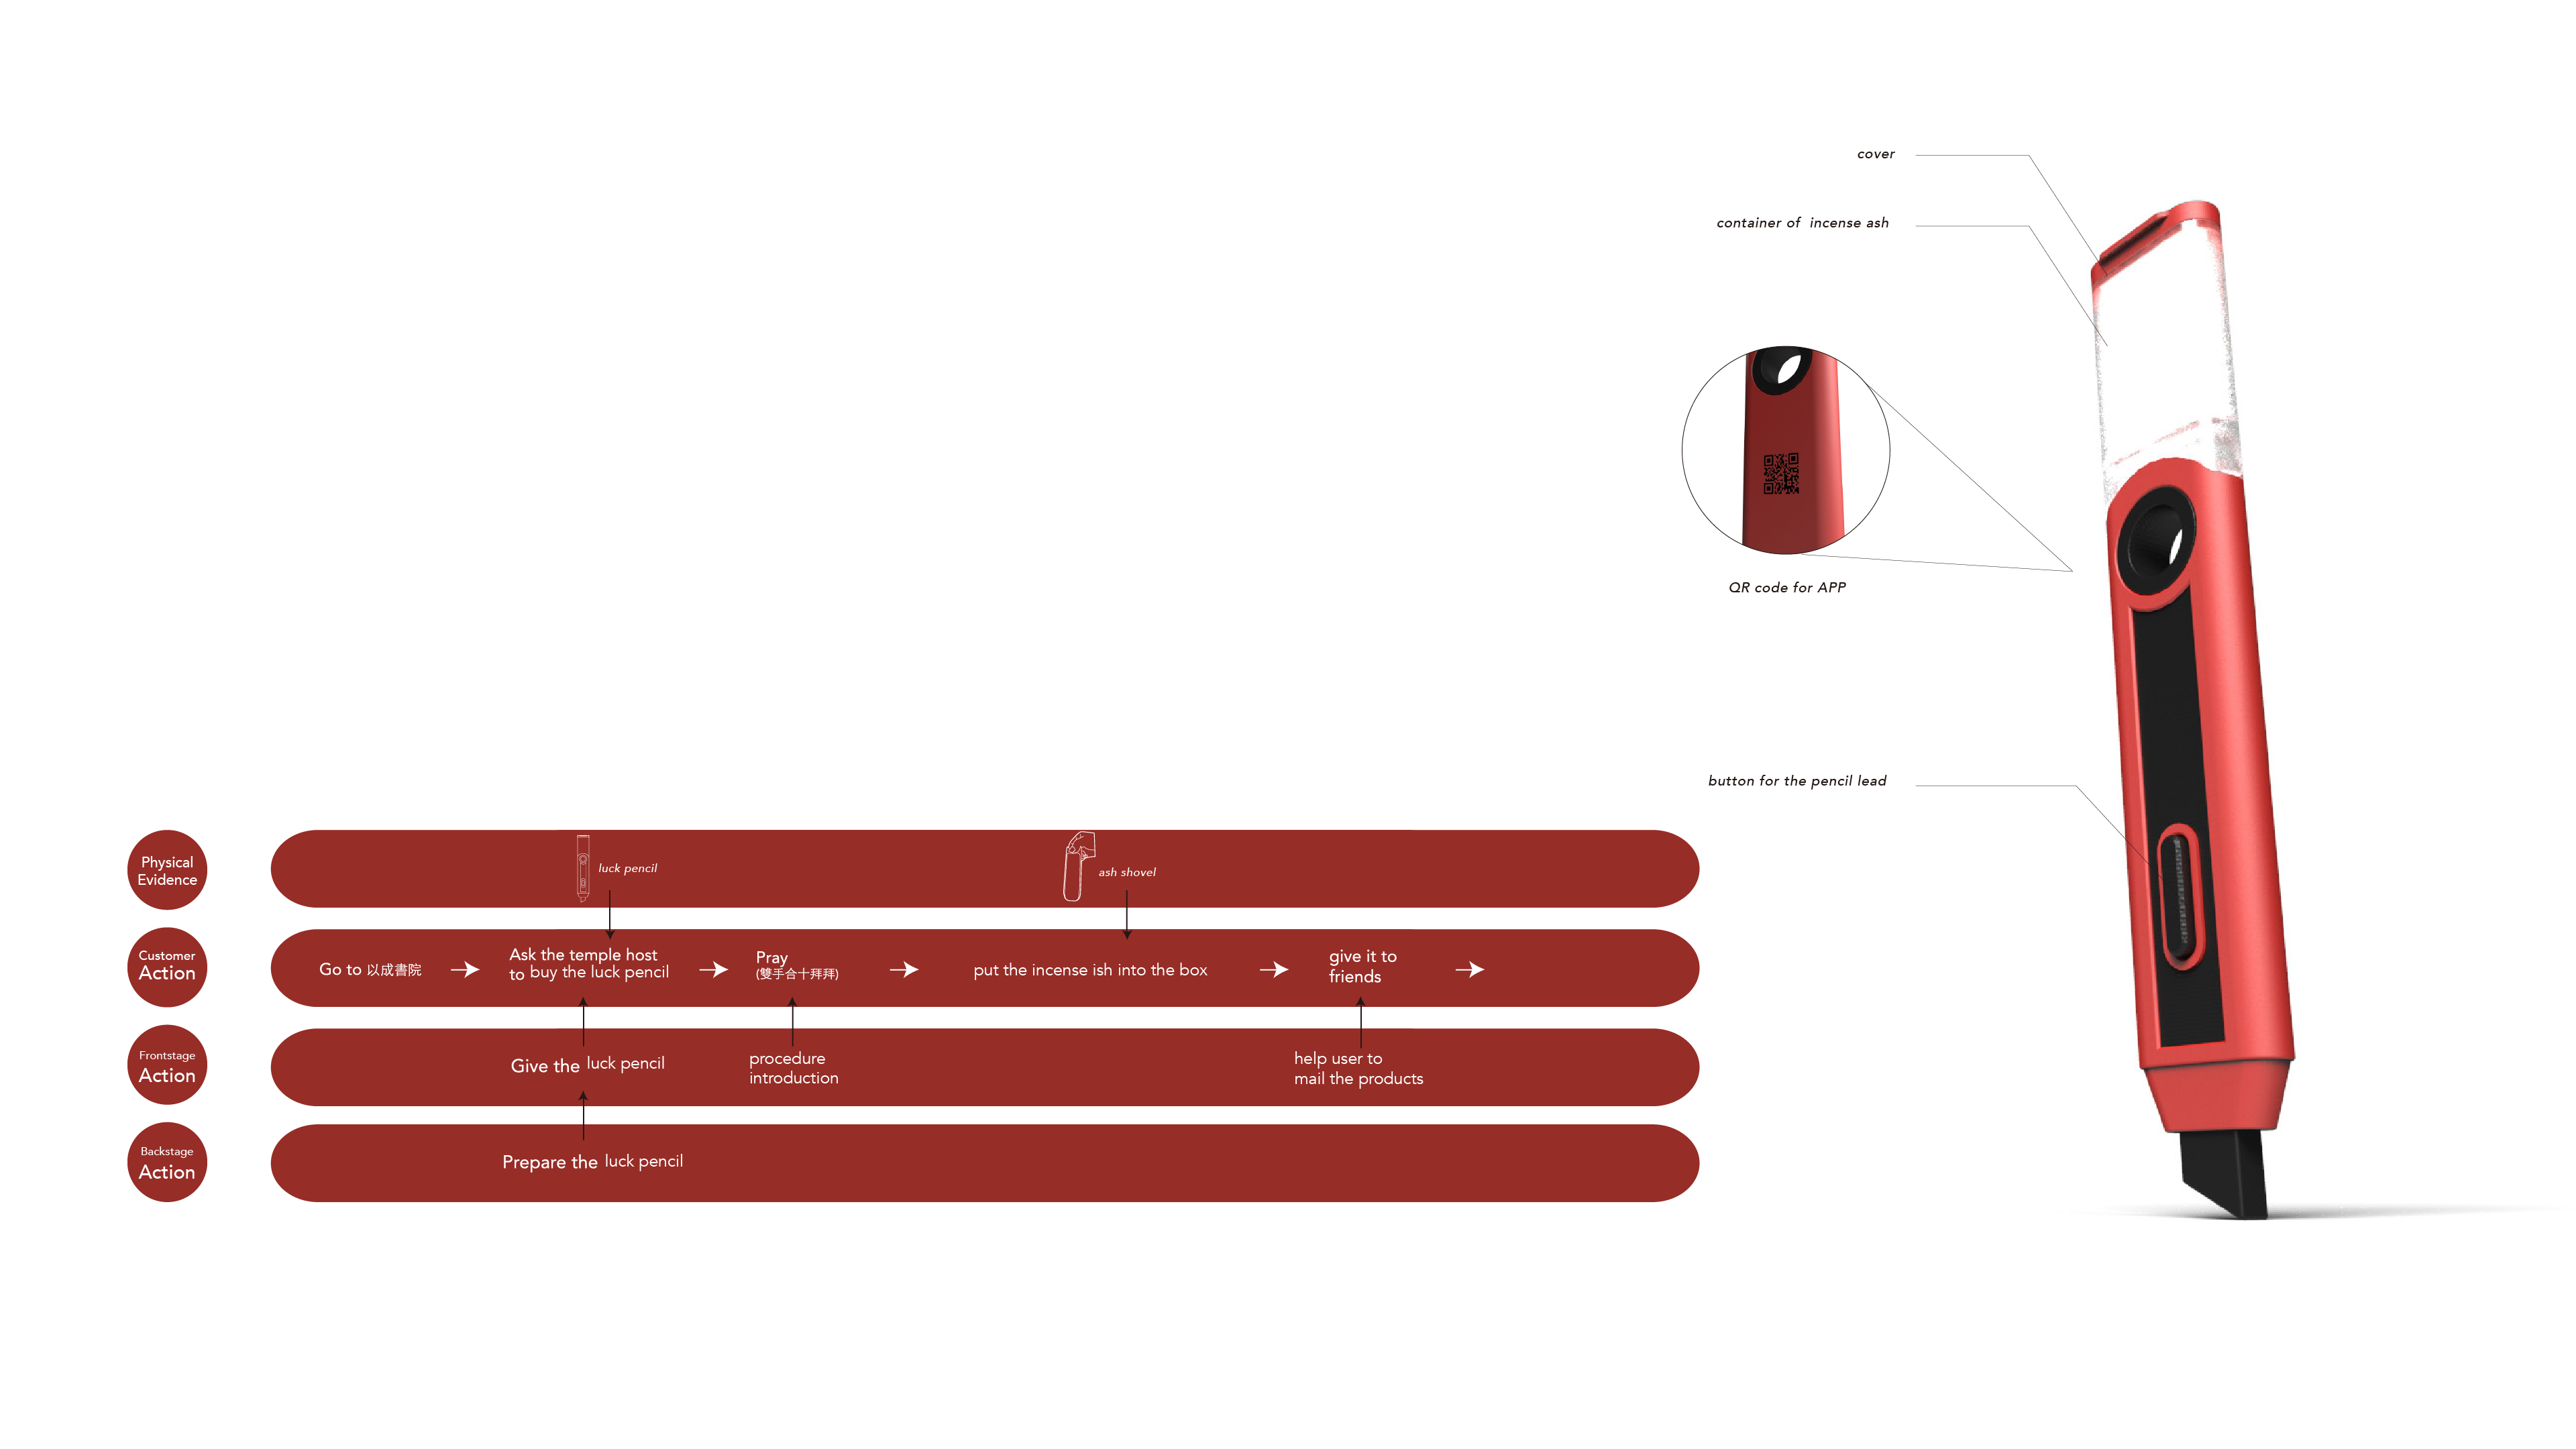 cover
container of incense ash
QR code for APP
button for the pencil lead
Physical
Evidence
luck pencil
ash shovel
Customer
Action
Go to 以成書院
Ask the temple host
to buy the luck pencil
Pray
(雙手合十拜拜)
put the incense ish into the box
give it to
friends
Frontstage
Action
Give the luck pencil
procedure
introduction
help user to
mail the products
Backstage
Action
Prepare the luck pencil